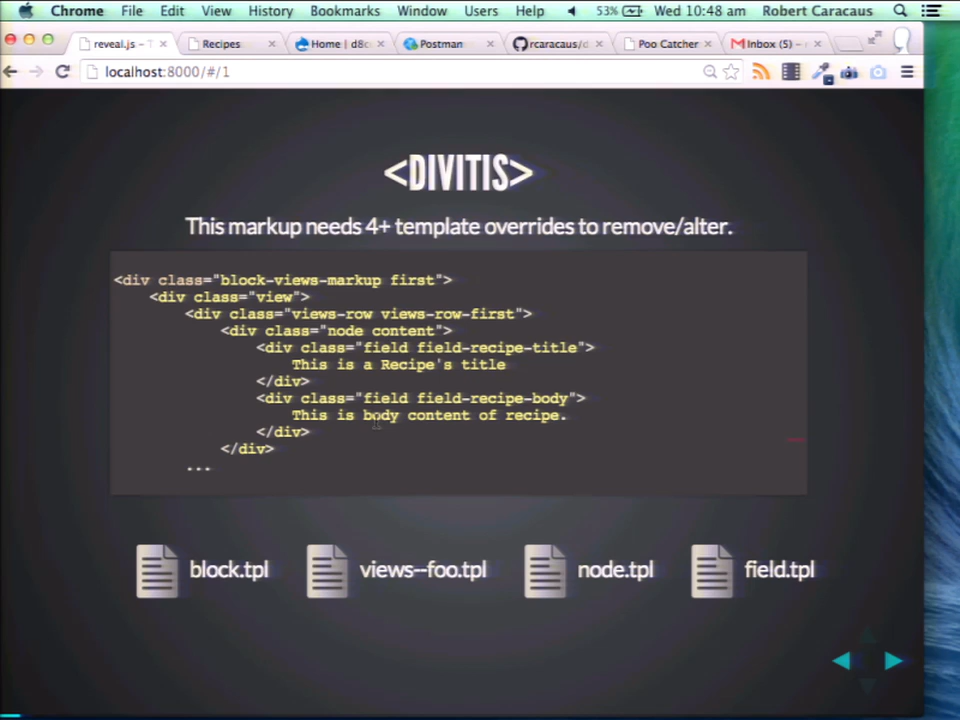 Chrome File Edit View History Bookmarks Window Users Help 53% Wed 10:48 am Robert Caracaus
reveal.js – T Recipes Home | d8c Postman rcaracaus/d Poo Catcher Inbox (5) –
localhost:8000/#/1
<DIVITIS>
This markup needs 4+ template overrides to remove/alter.
<div class="block-views-markup first">
<div class="view">
<div class="views-row views-row-first">
<div class="node content">
<div class="field field-recipe-title">
This is a Recipe's title
</div>
<div class="field field-recipe-body">
This is body content of recipe.
</div>
</div>
...
block.tpl views--foo.tpl node.tpl field.tpl